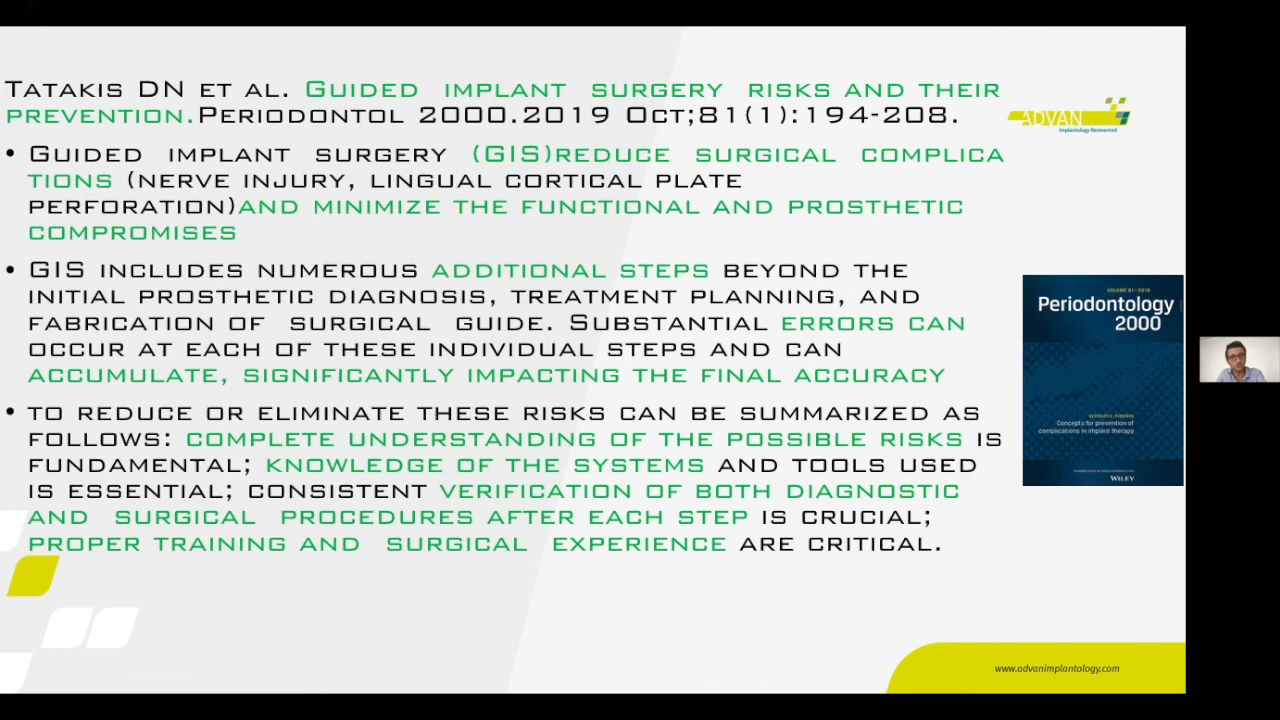 Tatakis DN et al. Guided implant surgery risks and their
prevention.Periodontol 2000.2019 Oct;81(1):194-208.
ADVAN
Implantology Reinvented
• Guided implant surgery (GIS)reduce surgical complica
tions (nerve injury, lingual cortical plate
perforation)and minimize the functional and prosthetic
compromises
• GIS includes numerous additional steps beyond the
initial prosthetic diagnosis, treatment planning, and
fabrication of surgical guide. Substantial errors can
occur at each of these individual steps and can
accumulate, significantly impacting the final accuracy
• to reduce or eliminate these risks can be summarized as
follows: complete understanding of the possible risks is
fundamental; knowledge of the systems and tools used
is essential; consistent verification of both diagnostic
and surgical procedures after each step is crucial;
proper training and surgical experience are critical.
VOLUME 81 • 2019
Periodontology
2000
Concepts for prevention of
complications in implant therapy
WILEY
www.advanimplantology.com